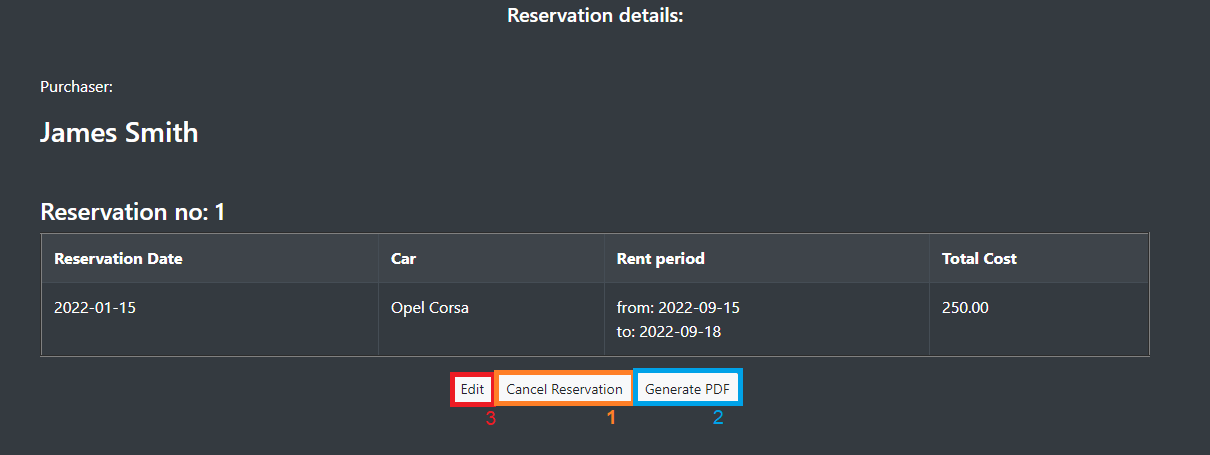 Reservation details:
Purchaser:
James Smith
Reservation no: 1
Reservation Date Car Rent period Total Cost
2022-01-15 Opel Corsa from: 2022-09-15 250.00
to: 2022-09-18
Edit Cancel Reservation Generate PDF
3 1 2